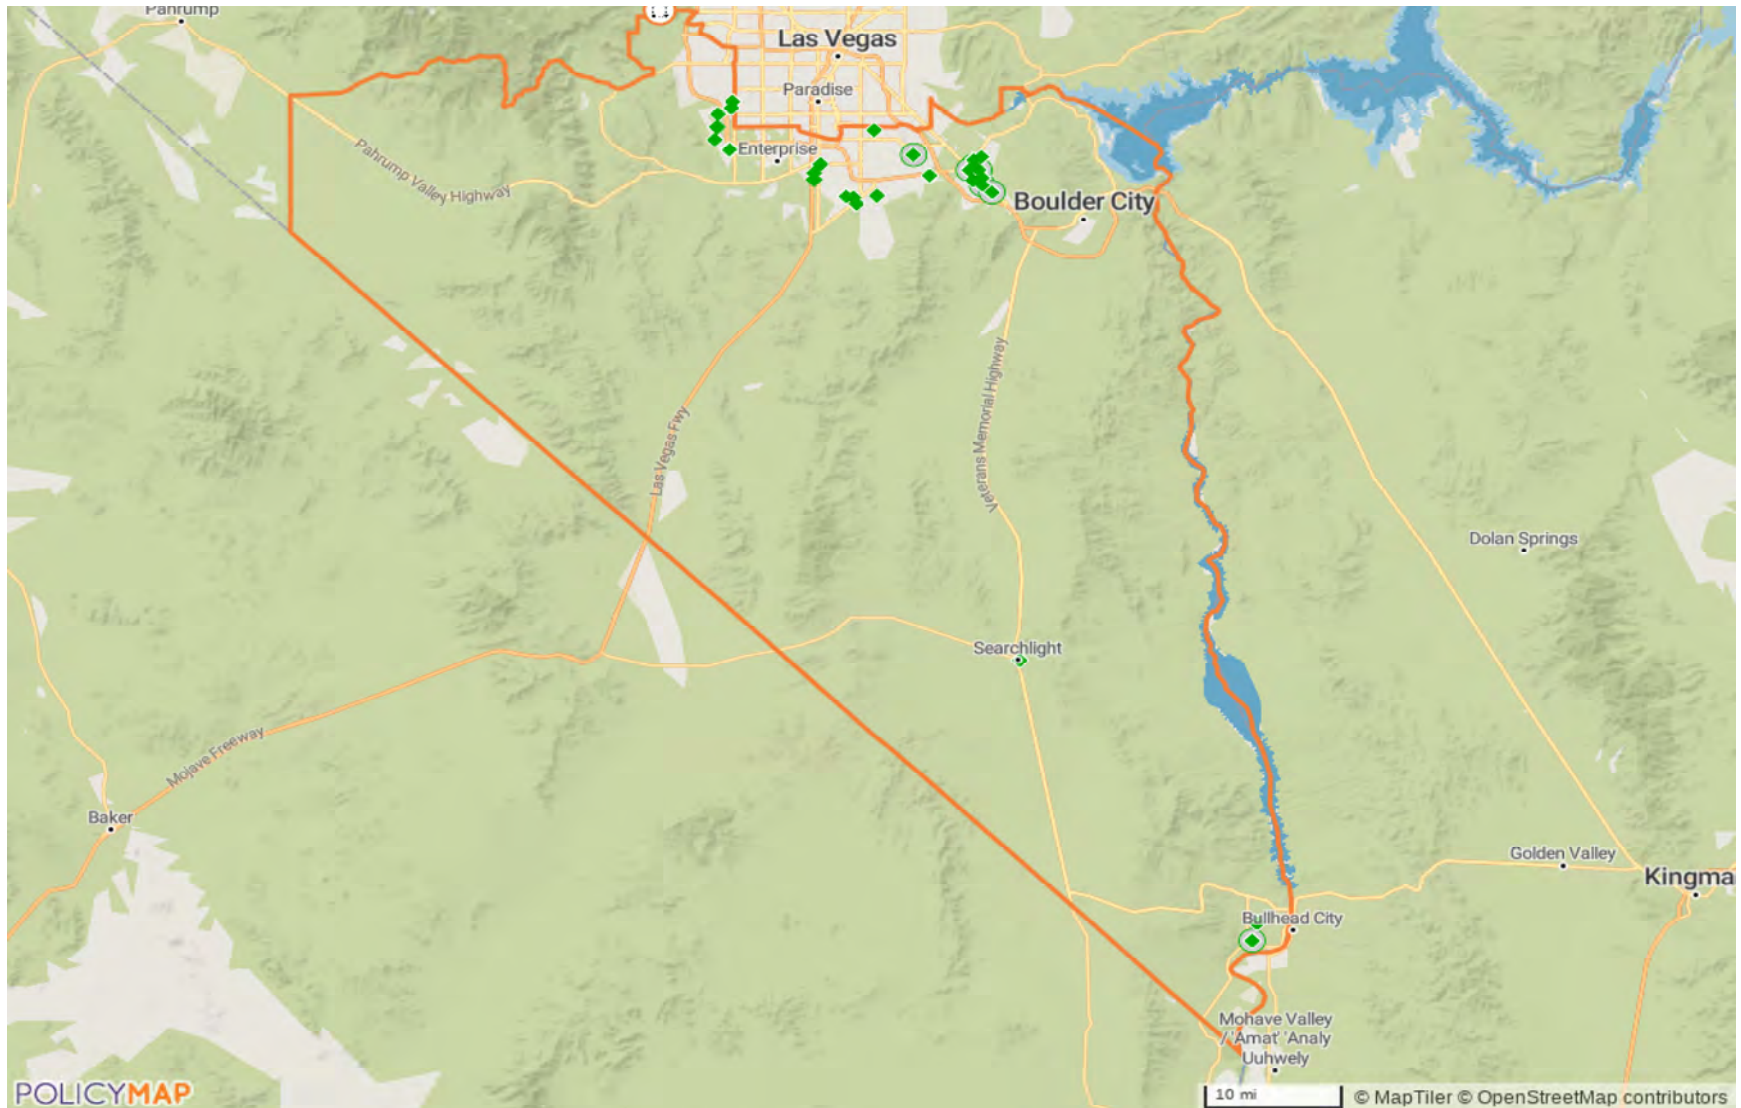 Pahrump
Las Vegas
Paradise
Enterprise
Pahrump Valley Highway
Boulder City
Las Vegas Fwy
Veterans Memorial Highway
Dolan Springs
Searchlight
Mojave Freeway
Baker
Golden Valley
Kingma
Bullhead City
Mohave Valley
/ 'Amat' 'Analy
Uuhwely
POLICYMAP
10 mi
© MapTiler © OpenStreetMap contributors